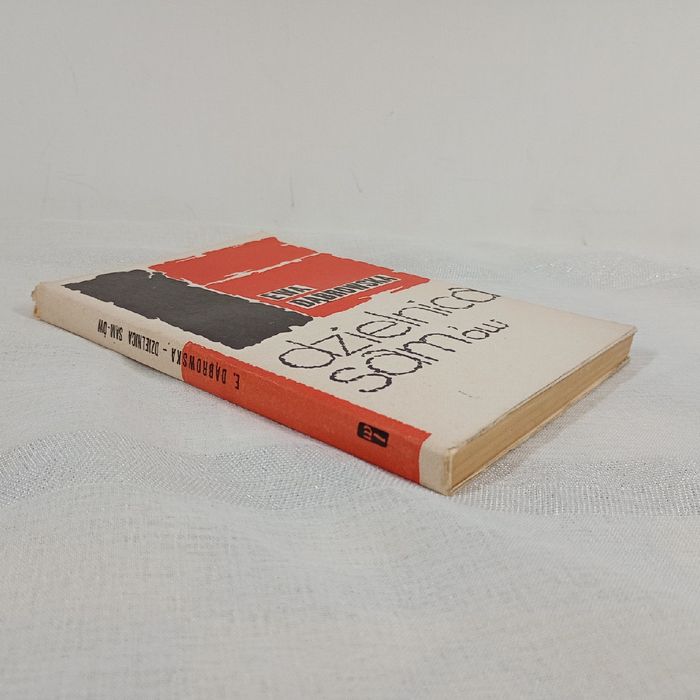 EWA
DĄBROWSKA
dzielnica
sam'ów
E. DĄBROWSKA - DZIELNICA SAM-ÓW